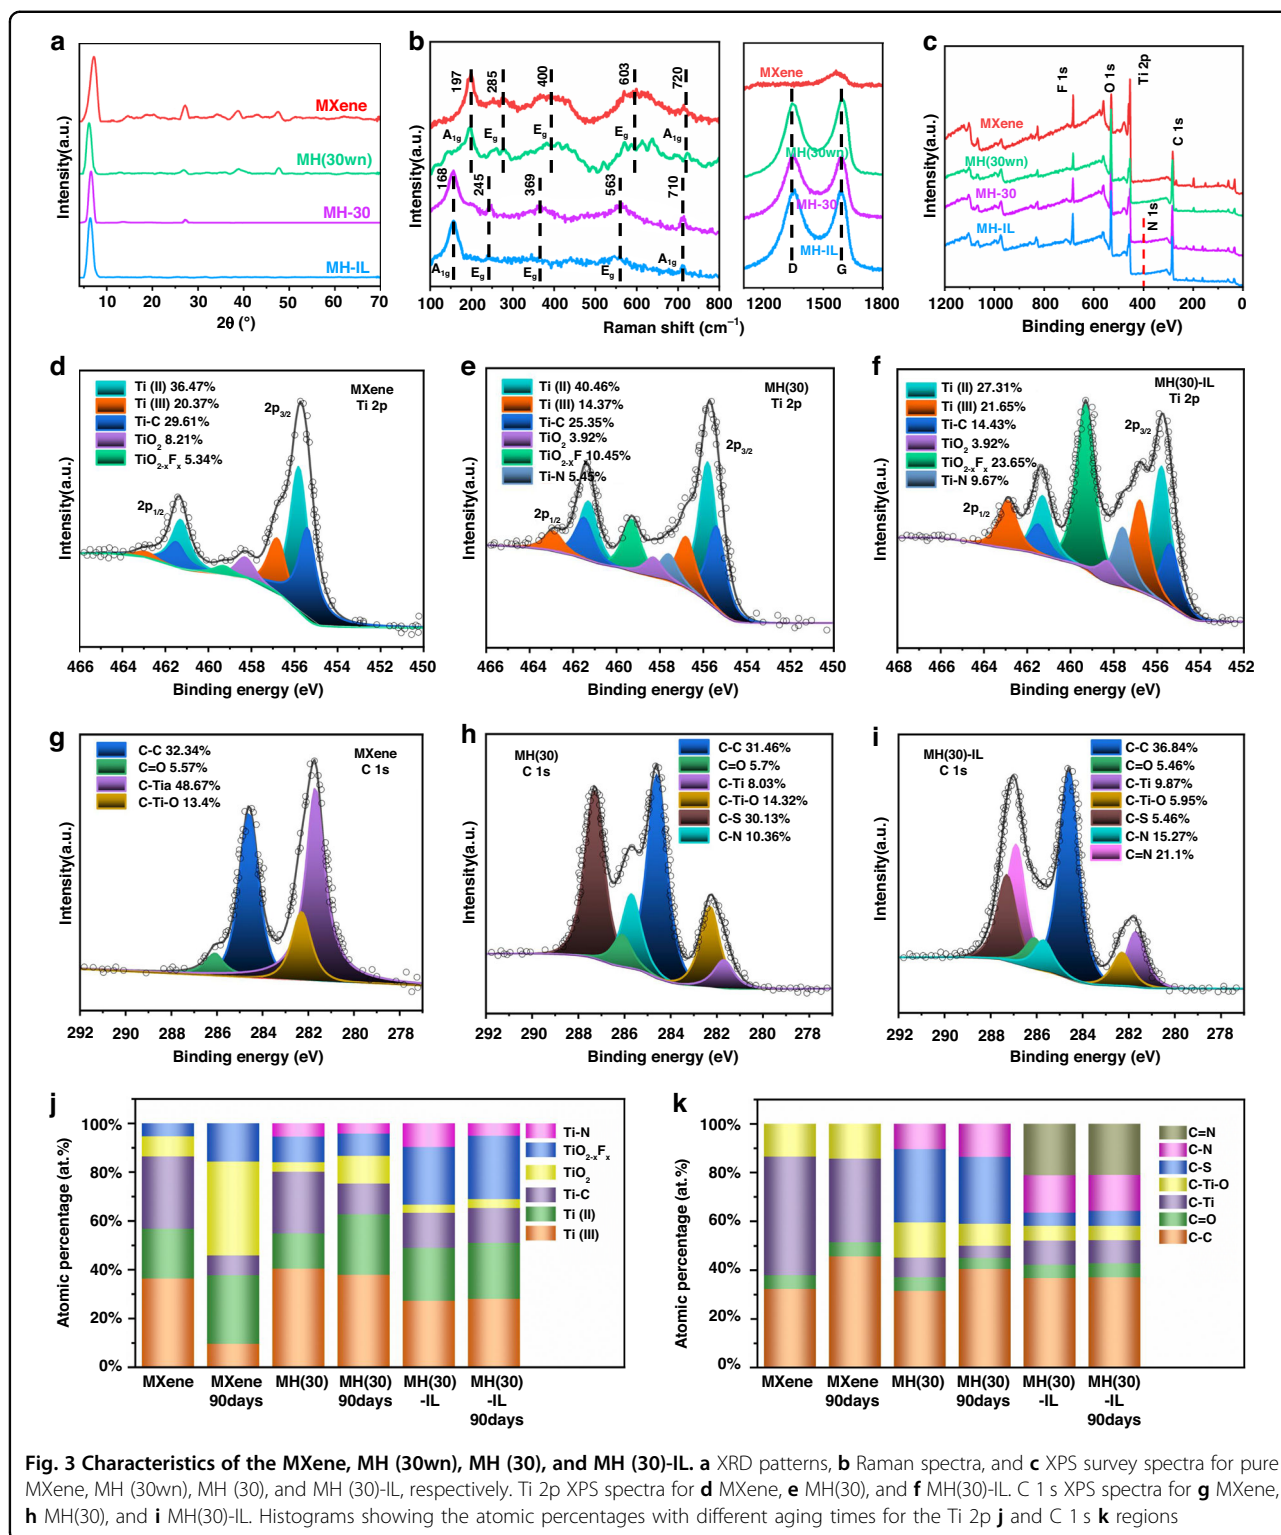 a
Intensity(a.u.)
MXene
MH(30wn)
MH-30
MH-IL
10 20 30 40 50 60 70
2θ (°)
b
Intensity(a.u.)
197
285
400
603
720
A1g
Eg
Eg
Eg
A1g
168
245
369
563
710
A1g
Eg
Eg
Eg
A1g
100 200 300 400 500 600 700 800
MXene
MH(30wn)
MH-30
MH-IL
D
G
1200 1500 1800
Raman shift (cm−1)
c
Intensity(a.u.)
F 1s
O 1s
Ti 2p
C 1s
N 1s
MXene
MH(30wn)
MH-30
MH-IL
1200 1000 800 600 400 200 0
Binding energy (eV)
d
Intensity(a.u.)
Ti (II) 36.47%
Ti (III) 20.37%
Ti-C 29.61%
TiO2 8.21%
TiO2-xFx 5.34%
MXene
Ti 2p
2p3/2
2p1/2
466 464 462 460 458 456 454 452 450
Binding energy (eV)
e
Intensity(a.u.)
Ti (II) 40.46%
Ti (III) 14.37%
Ti-C 25.35%
TiO2 3.92%
TiO2-xF 10.45%
Ti-N 5.45%
MH(30)
Ti 2p
2p3/2
2p1/2
466 464 462 460 458 456 454 452 450
Binding energy (eV)
f
Intensity(a.u.)
Ti (II) 27.31%
Ti (III) 21.65%
Ti-C 14.43%
TiO2 3.92%
TiO2-xFx 23.65%
Ti-N 9.67%
MH(30)-IL
Ti 2p
2p3/2
2p1/2
468 466 464 462 460 458 456 454 452
Binding energy (eV)
g
Intensity(a.u.)
C-C 32.34%
C=O 5.57%
C-Tia 48.67%
C-Ti-O 13.4%
MXene
C 1s
292 290 288 286 284 282 280 278
Binding energy (eV)
h
Intensity(a.u.)
MH(30)
C 1s
C-C 31.46%
C=O 5.7%
C-Ti 8.03%
C-Ti-O 14.32%
C-S 30.13%
C-N 10.36%
292 290 288 286 284 282 280 278
Binding energy (eV)
i
Intensity(a.u.)
MH(30)-IL
C 1s
C-C 36.84%
C=O 5.46%
C-Ti 9.87%
C-Ti-O 5.95%
C-S 5.46%
C-N 15.27%
C=N 21.1%
292 290 288 286 284 282 280 278
Binding energy (eV)
j
Atomic percentage (at.%)
100%
80%
60%
40%
20%
0%
Ti-N
TiO2-xFx
TiO2
Ti-C
Ti (II)
Ti (III)
MXene
MXene 90days
MH(30)
MH(30) 90days
MH(30) -IL
MH(30) -IL 90days
k
Atomic percentage (at.%)
100%
80%
60%
40%
20%
0%
C=N
C-N
C-S
C-Ti-O
C-Ti
C=O
C-C
MXene
MXene 90days
MH(30)
MH(30) 90days
MH(30) -IL
MH(30) -IL 90days
Fig. 3 Characteristics of the MXene, MH (30wn), MH (30), and MH (30)-IL. a XRD patterns, b Raman spectra, and c XPS survey spectra for pure
MXene, MH (30wn), MH (30), and MH (30)-IL, respectively. Ti 2p XPS spectra for d MXene, e MH(30), and f MH(30)-IL. C 1 s XPS spectra for g MXene,
h MH(30), and i MH(30)-IL. Histograms showing the atomic percentages with different aging times for the Ti 2p j and C 1 s k regions